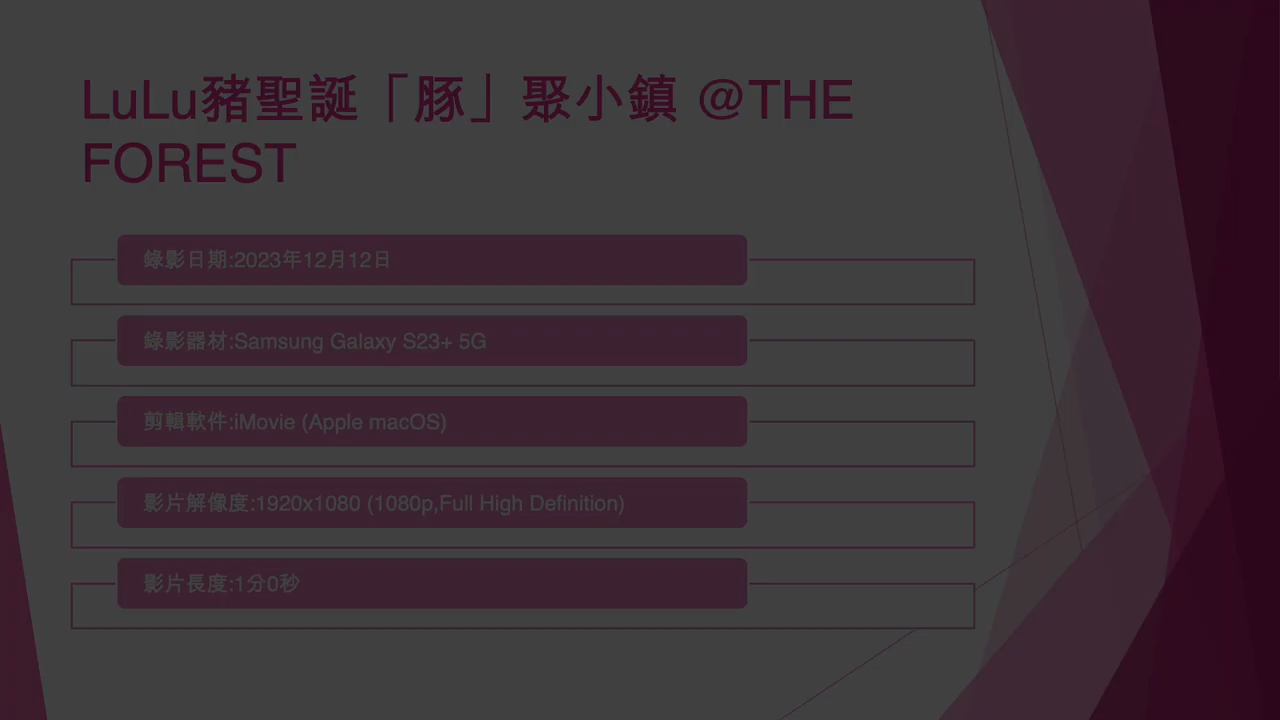 LuLu豬聖誕「豚」聚小鎮 @THE
FOREST
錄影日期:2023年12月12日
錄影器材:Samsung Galaxy S23+ 5G
剪輯軟件:iMovie (Apple macOS)
影片解像度:1920x1080 (1080p,Full High Definition)
影片長度:1分0秒